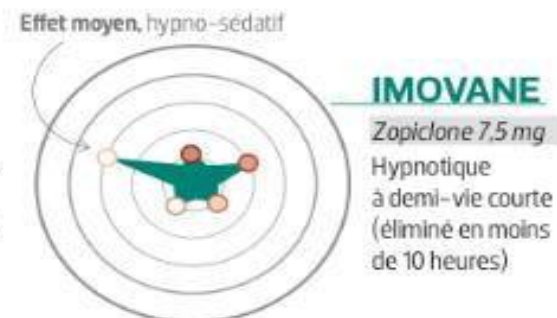 Effet moyen, hypno-sédatif
IMOVANE
Zopiclone 7,5 mg
Hypnotique
à demi-vie courte
(éliminé en moins
de 10 heures)